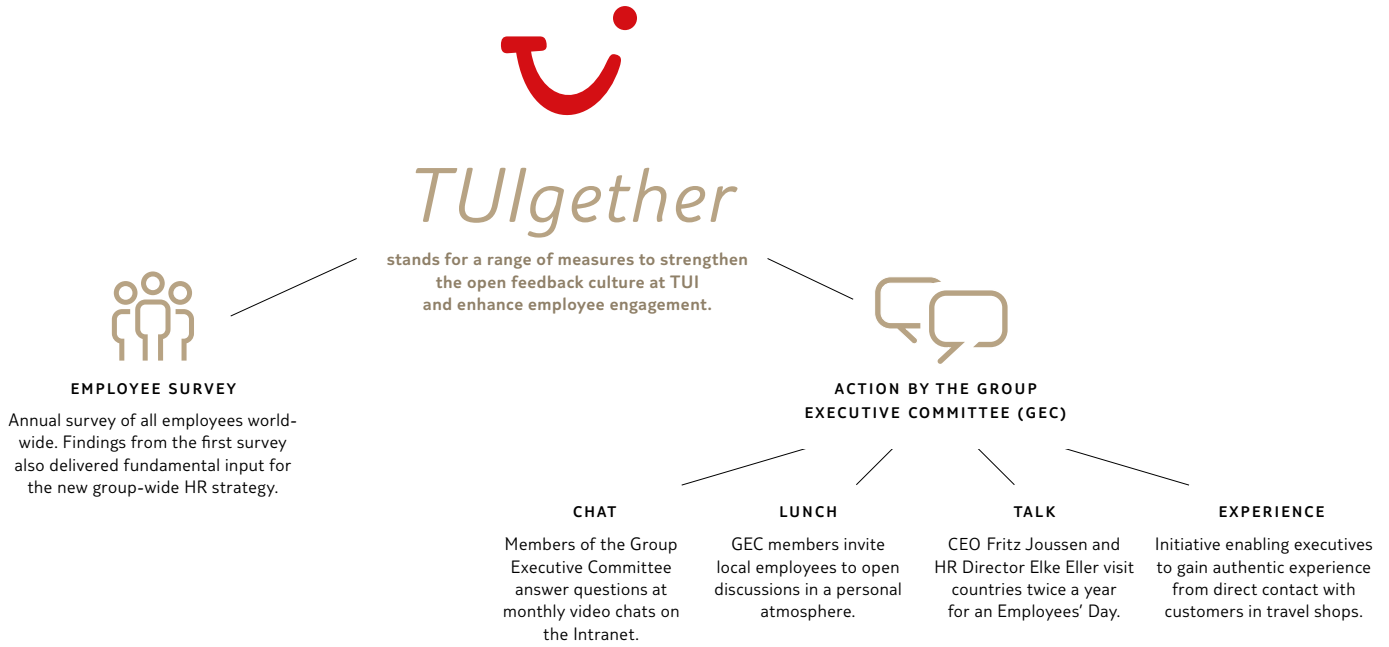 TUIgether
stands for a range of measures to strengthen
the open feedback culture at TUI
and enhance employee engagement.
EMPLOYEE SURVEY
Annual survey of all employees world-
wide. Findings from the first survey
also delivered fundamental input for
the new group-wide HR strategy.
ACTION BY THE GROUP
EXECUTIVE COMMITTEE (GEC)
CHAT
Members of the Group
Executive Committee
answer questions at
monthly video chats on
the Intranet.
LUNCH
GEC members invite
local employees to open
discussions in a personal
atmosphere.
TALK
CEO Fritz Joussen and
HR Director Elke Eller visit
countries twice a year
for an Employees’ Day.
EXPERIENCE
Initiative enabling executives
to gain authentic experience
from direct contact with
customers in travel shops.